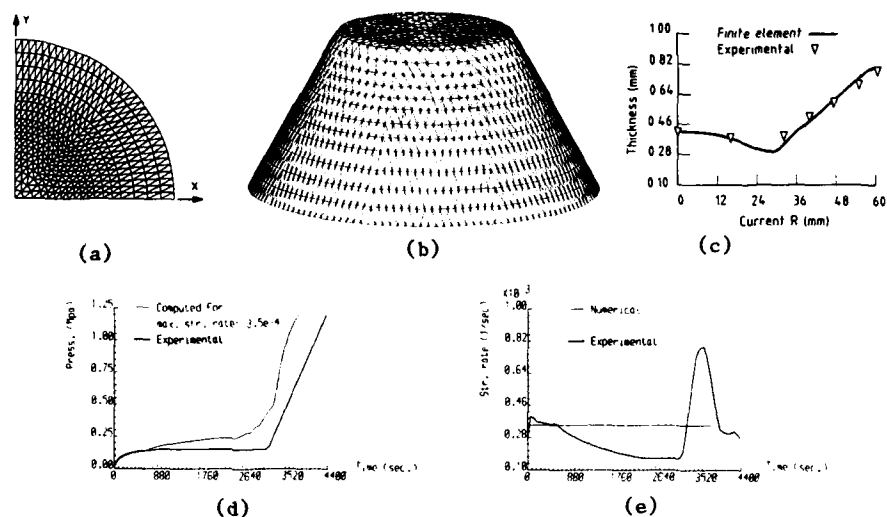 Y
X
(a)
(b)
Finite element
Experimental
Thickness (mm)
1.00
0.82
0.64
0.46
0.28
0.10
0 12 24 36 48 60
Current R (mm)
(c)
Press. (Mpa)
1.25
1.00
0.75
0.50
0.25
0.00
Computed for
max. str. rate: 3.5e-4
Experimental
0 880 1760 2640 3520 4400
Time (sec.)
(d)
Str. rate (1/sec)
1.00
0.82
0.64
0.46
0.28
0.10
Numerical
Experimental
0 880 1760 2640 3520 4400
Time (sec.)
(e)